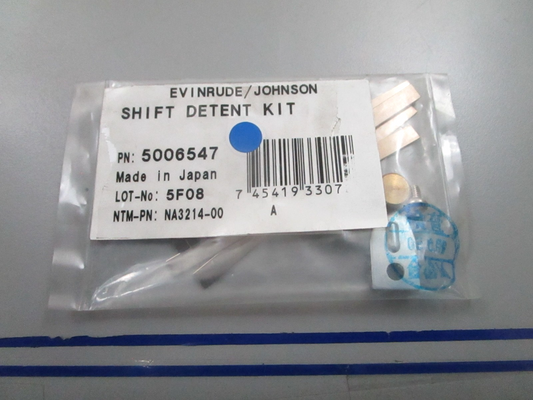 EVINRUDE/JOHNSON
SHIFT DETENT KIT
PN: 5006547
Made in Japan
LOT-No: 5F08
7 45419 3307
NTM-PN: NA3214-00 A